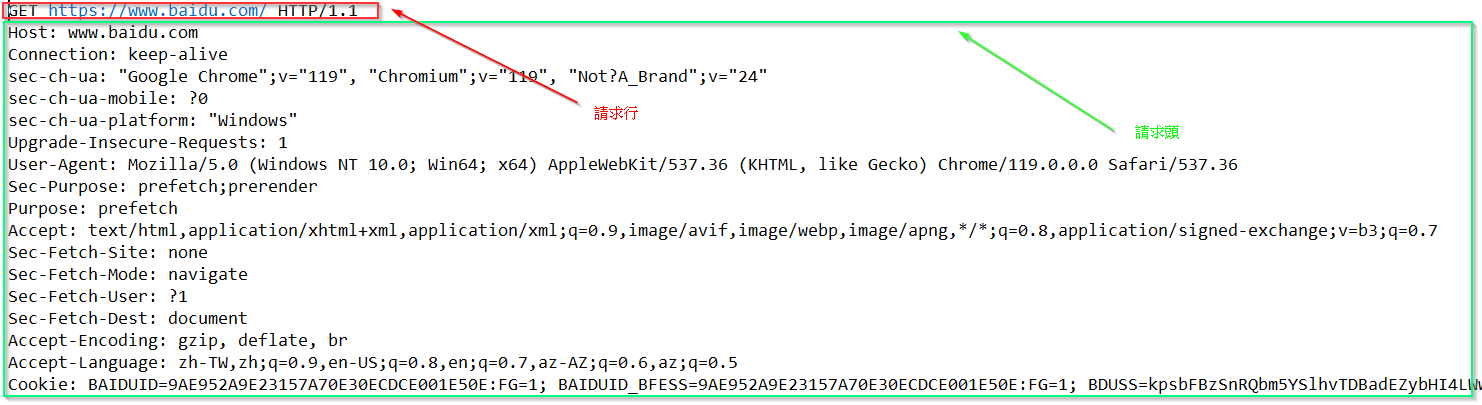 GET https://www.baidu.com/ HTTP/1.1
Host: www.baidu.com
Connection: keep-alive
sec-ch-ua: "Google Chrome";v="119", "Chromium";v="119", "Not?A_Brand";v="24"
sec-ch-ua-mobile: ?0
請求行
sec-ch-ua-platform: "Windows"
請求頭
Upgrade-Insecure-Requests: 1
User-Agent: Mozilla/5.0 (Windows NT 10.0; Win64; x64) AppleWebKit/537.36 (KHTML, like Gecko) Chrome/119.0.0.0 Safari/537.36
Sec-Purpose: prefetch;prerender
Purpose: prefetch
Accept: text/html,application/xhtml+xml,application/xml;q=0.9,image/avif,image/webp,image/apng,*/*;q=0.8,application/signed-exchange;v=b3;q=0.7
Sec-Fetch-Site: none
Sec-Fetch-Mode: navigate
Sec-Fetch-User: ?1
Sec-Fetch-Dest: document
Accept-Encoding: gzip, deflate, br
Accept-Language: zh-TW,zh;q=0.9,en-US;q=0.8,en;q=0.7,az-AZ;q=0.6,az;q=0.5
Cookie: BAIDUID=9AE952A9E23157A70E30ECDCE001E50E:FG=1; BAIDUID_BFESS=9AE952A9E23157A70E30ECDCE001E50E:FG=1;